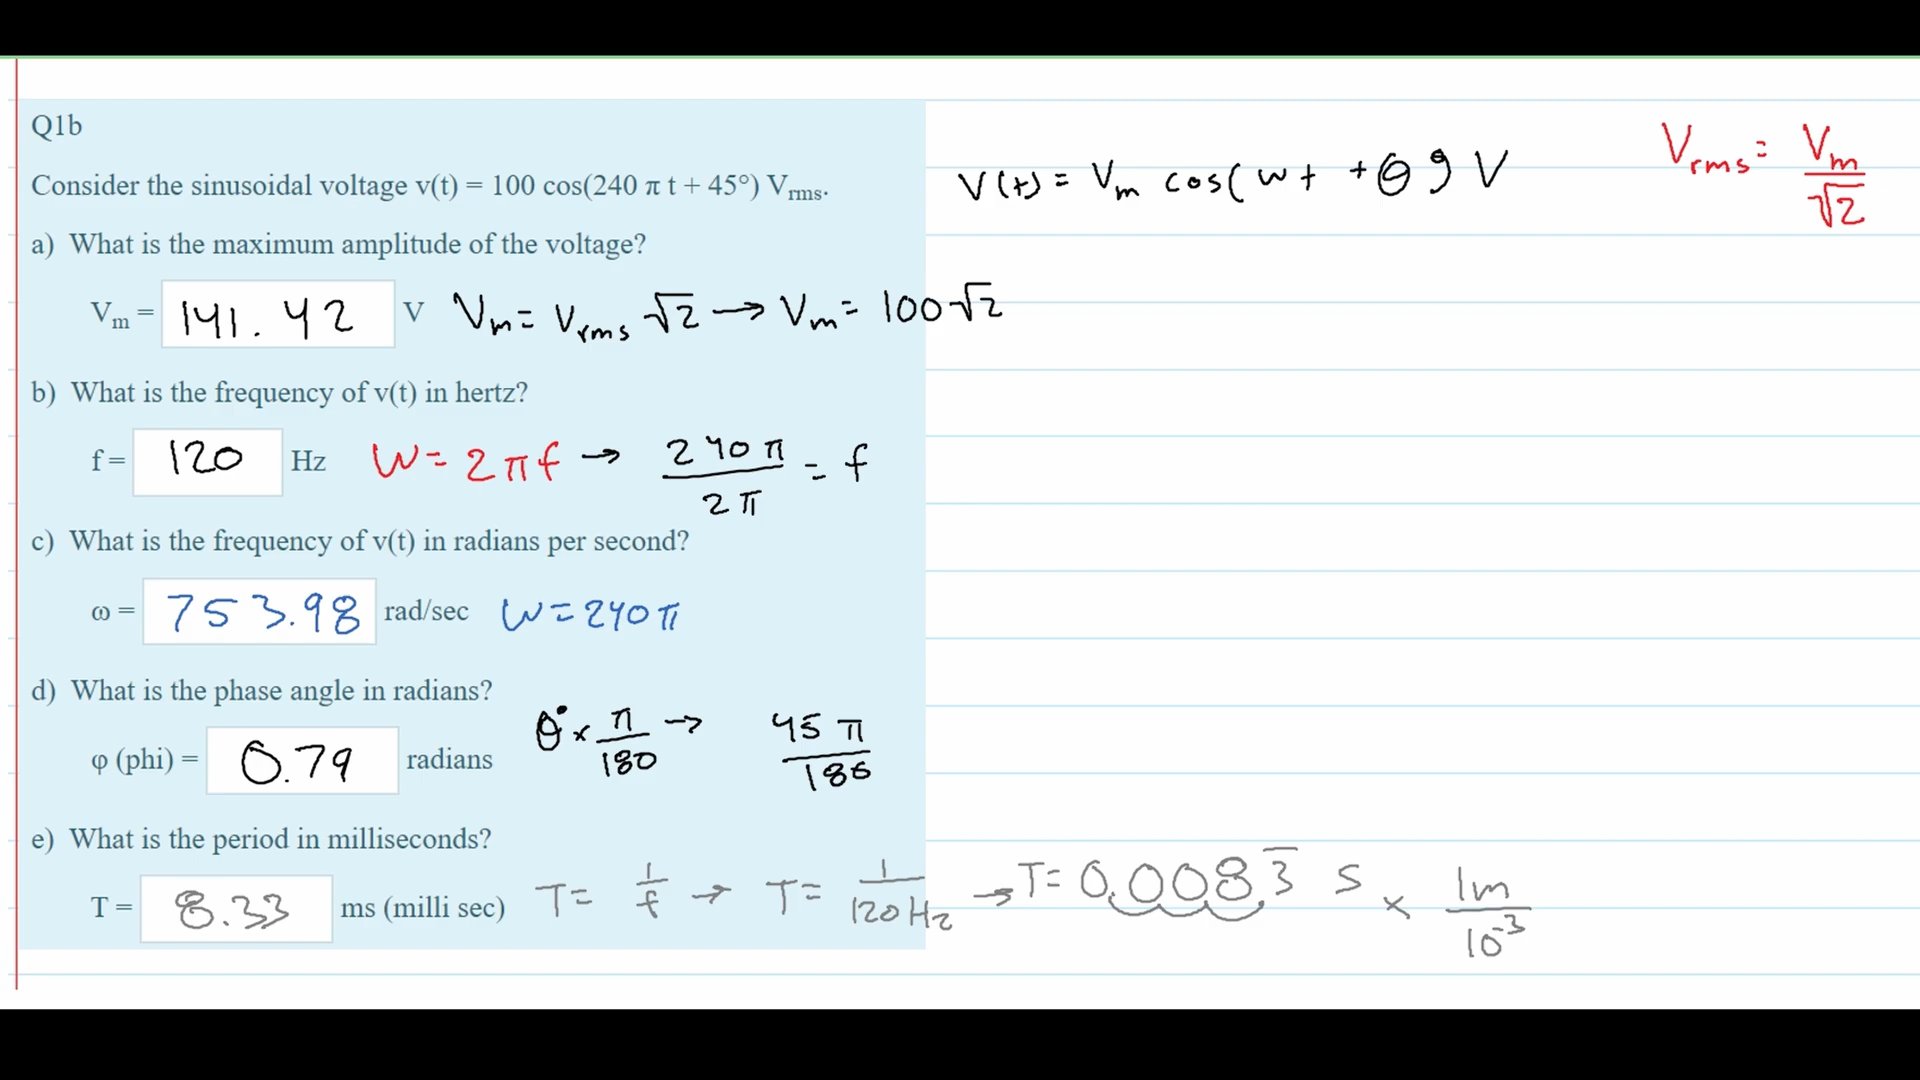 Q1b
Consider the sinusoidal voltage v(t) = 100 cos(240 π t + 45°) Vrms.
V(t) = Vm cos(wt + θ) V
Vrms = Vm/√2
a) What is the maximum amplitude of the voltage?
Vm = 141.42 V Vm = Vrms √2 → Vm = 100√2
b) What is the frequency of v(t) in hertz?
f = 120 Hz W = 2πf → 240π/2π = f
c) What is the frequency of v(t) in radians per second?
ω = 753.98 rad/sec W = 240π
d) What is the phase angle in radians?
φ (phi) = 0.79 radians θ° × π/180 → 45π/180
e) What is the period in milliseconds?
T = 8.33 ms (milli sec) T = 1/f → T = 1/120Hz → T = 0.0083̅ s × 1m/10⁻³